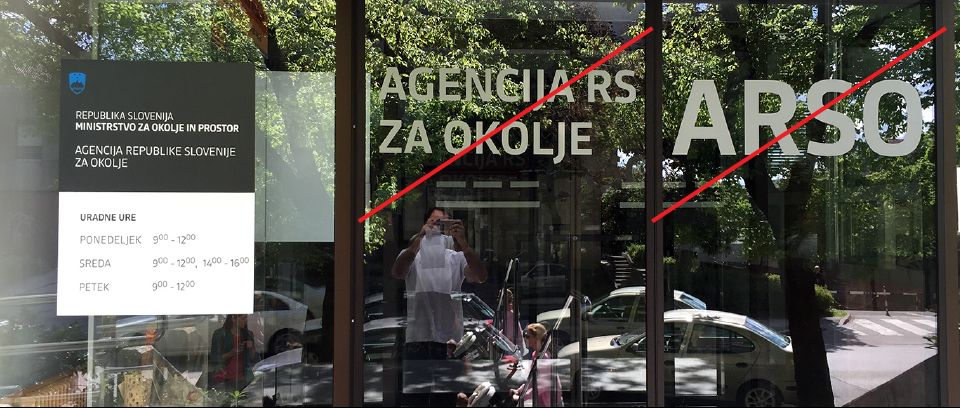 REPUBLIKA SLOVENIJA
MINISTRSTVO ZA OKOLJE IN PROSTOR
AGENCIJA REPUBLIKE SLOVENIJE
ZA OKOLJE
URADNE URE
PONEDELJEK 9⁰⁰ - 12⁰⁰
SREDA 9⁰⁰ - 12⁰⁰, 14⁰⁰ - 16⁰⁰
PETEK 9⁰⁰ - 12⁰⁰
AGENCIJA RS
ZA OKOLJE
ARSO